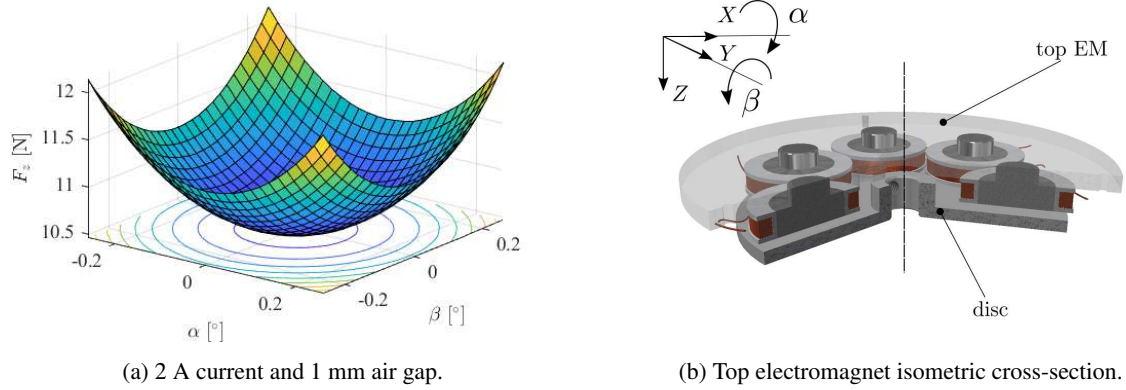 12
11.5
11
10.5
F_z [N]
-0.2
0
0.2
α [°]
-0.2
0
0.2
β [°]
X
α
Y
β
Z
top EM
disc
(a) 2 A current and 1 mm air gap.
(b) Top electromagnet isometric cross-section.